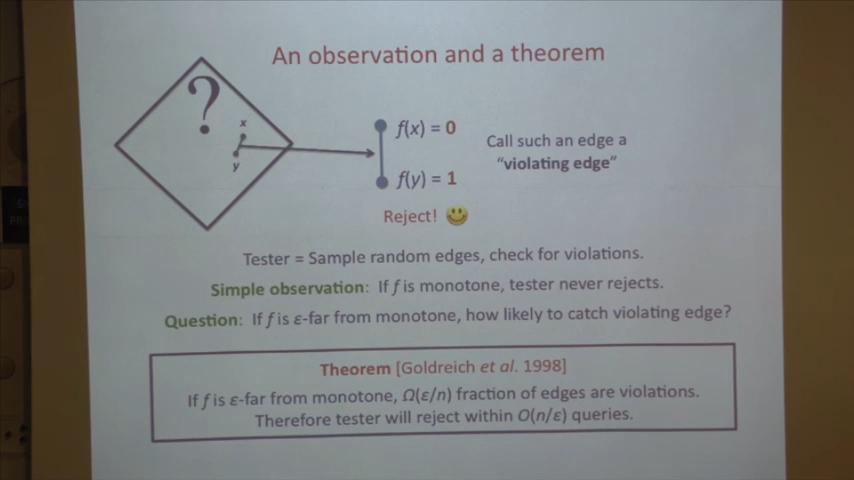 An observation and a theorem
?
x
y
f(x) = 0
f(y) = 1
Call such an edge a
“violating edge”
Reject!
Tester = Sample random edges, check for violations.
Simple observation: If f is monotone, tester never rejects.
Question: If f is ε-far from monotone, how likely to catch violating edge?
Theorem [Goldreich et al. 1998]
If f is ε-far from monotone, Ω(ε/n) fraction of edges are violations.
Therefore tester will reject within O(n/ε) queries.